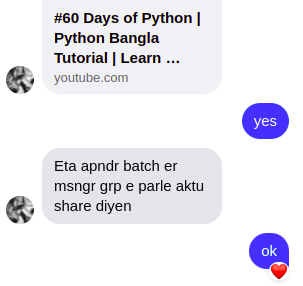 #60 Days of Python |
Python Bangla
Tutorial | Learn …
youtube.com
yes
Eta apndr batch er
msngr grp e parle aktu
share diyen
ok